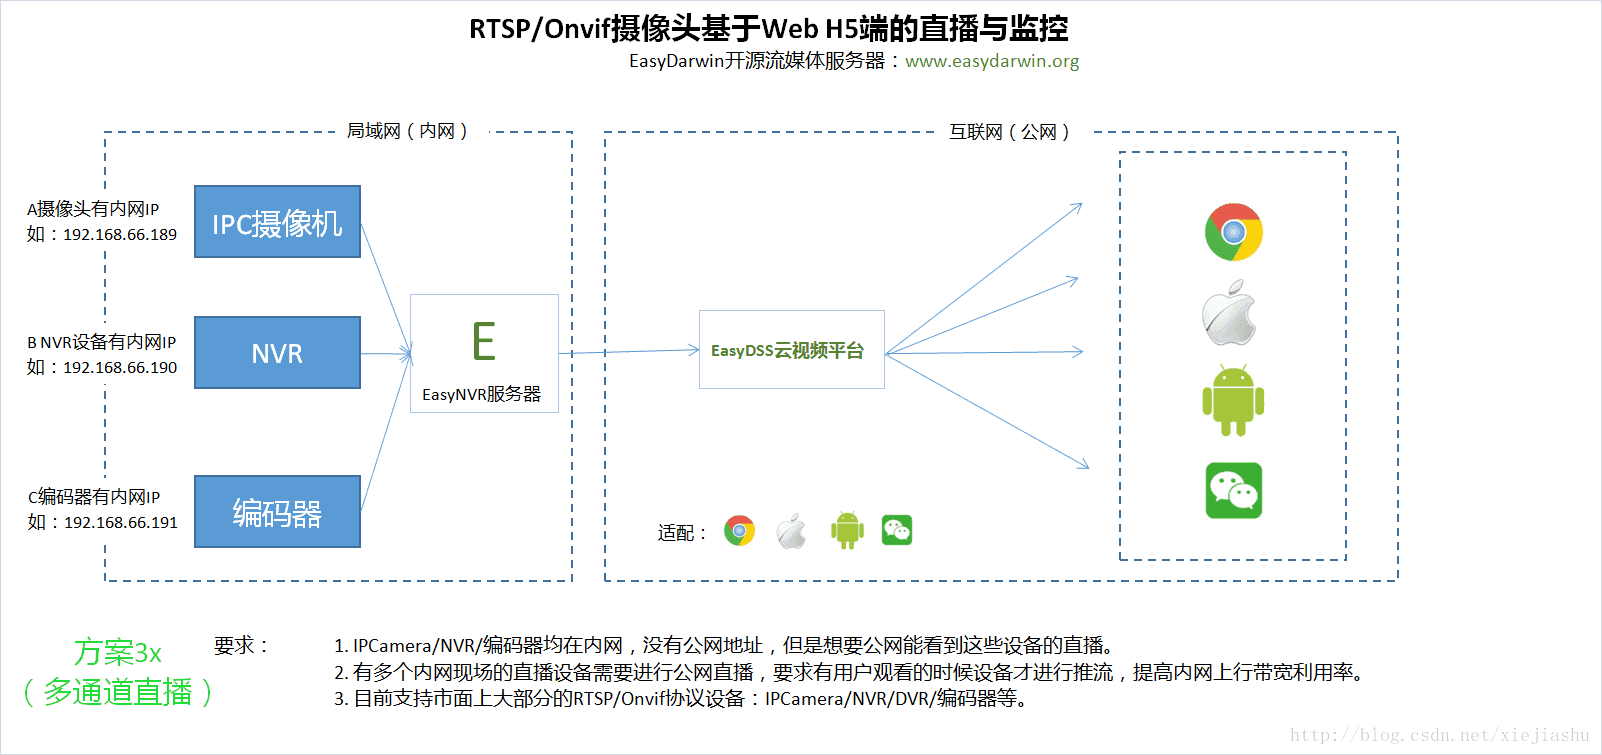 RTSP/Onvif摄像头基于Web H5端的直播与监控
EasyDarwin开源流媒体服务器：www.easydarwin.org
局域网（内网）
互联网（公网）
A摄像头有内网IP
如：192.168.66.189
IPC摄像机
B NVR设备有内网IP
如：192.168.66.190
NVR
C编码器有内网IP
如：192.168.66.191
编码器
E
EasyNVR服务器
EasyDSS云视频平台
适配：
方案3x
（多通道直播）
要求：
1. IPCamera/NVR/编码器均在内网，没有公网地址，但是想要公网能看到这些设备的直播。
2. 有多个内网现场的直播设备需要进行公网直播，要求有用户观看的时候设备才进行推流，提高内网上行带宽利用率。
3. 目前支持市面上大部分的RTSP/Onvif协议设备：IPCamera/NVR/DVR/编码器等。
http://blog.csdn.net/xiejiashu